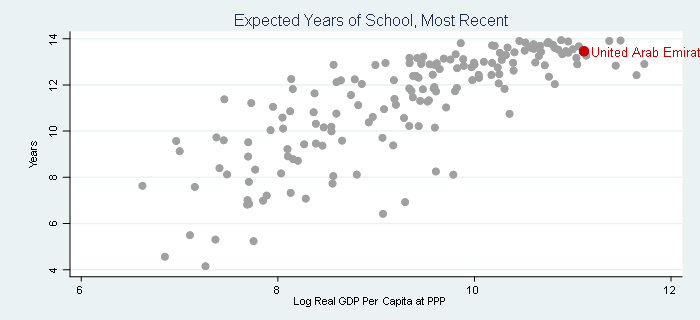 Expected Years of School, Most Recent
14
12
10
8
6
4
Years
United Arab Emirat
6
8
10
12
Log Real GDP Per Capita at PPP